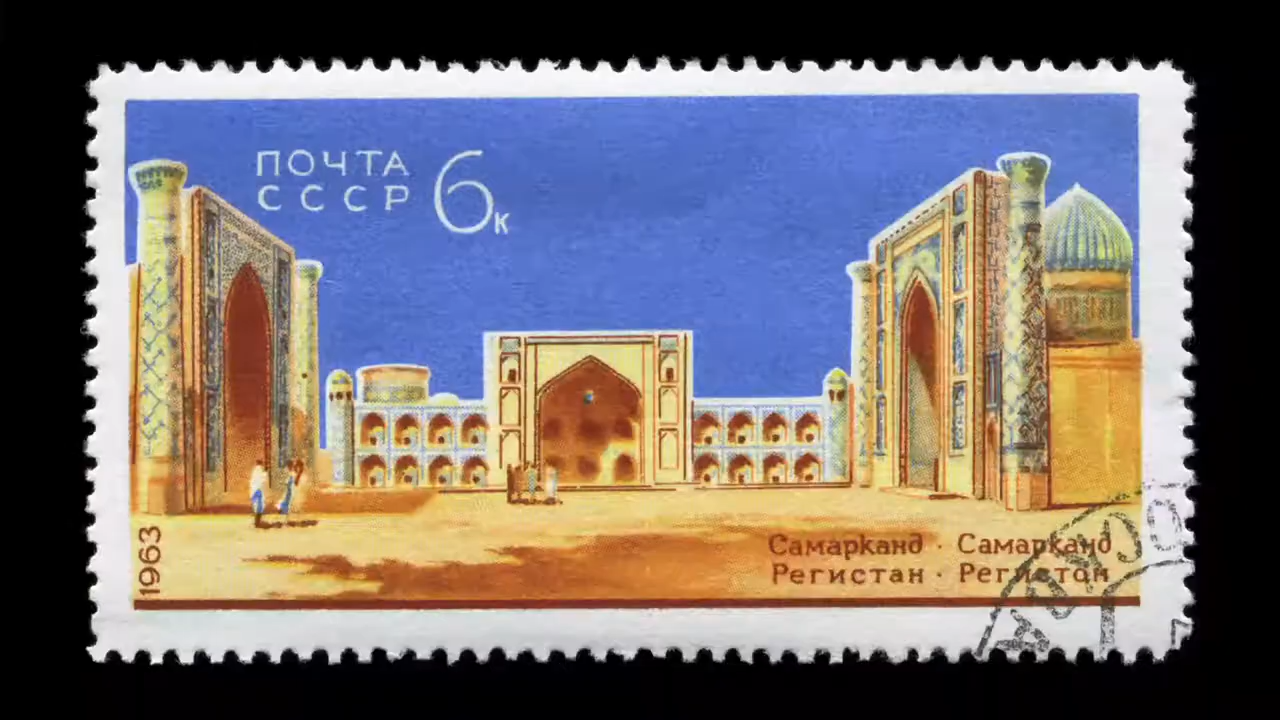 ПОЧТА
СССР 6к
1963
Самарканд · Самарканд
Регистан · Регистон